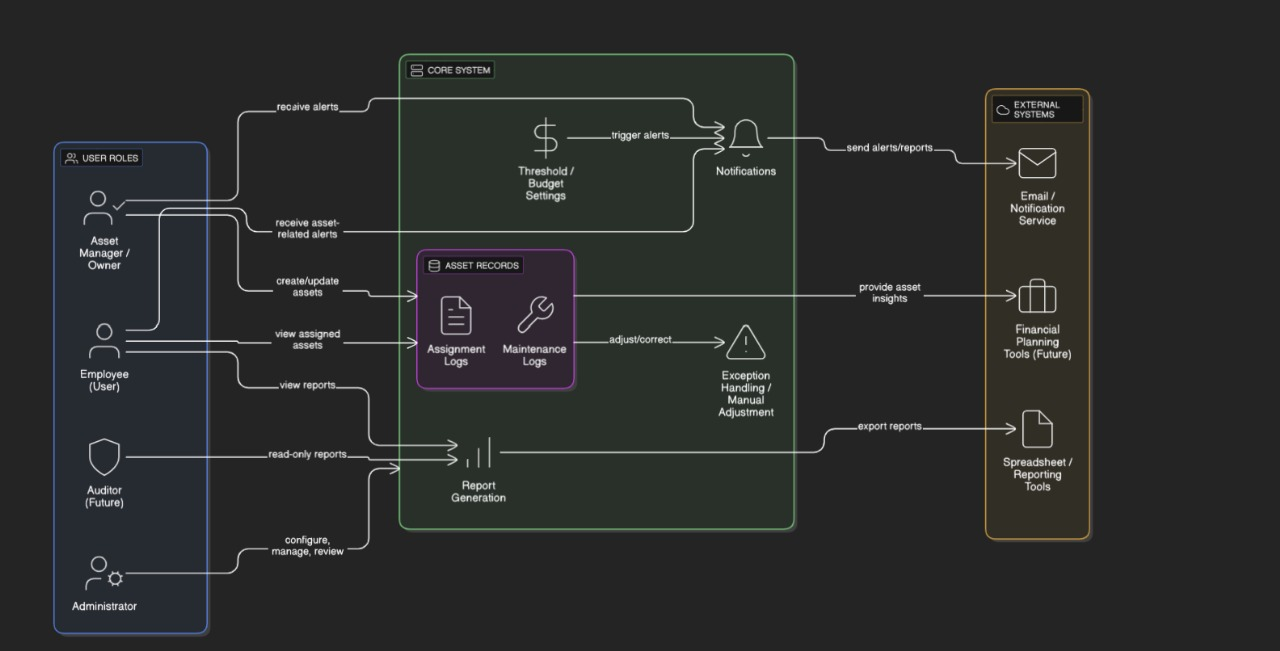 USER ROLES
Asset
Manager /
Owner
Employee
(User)
Auditor
(Future)
Administrator
receive alerts
receive asset-
related alerts
create/update
assets
view assigned
assets
view reports
read-only reports
configure,
manage, review
CORE SYSTEM
Threshold /
Budget
Settings
trigger alerts
Notifications
ASSET RECORDS
Assignment
Logs
Maintenance
Logs
adjust/correct
Exception
Handling /
Manual
Adjustment
Report
Generation
send alerts/reports
provide asset
insights
export reports
EXTERNAL
SYSTEMS
Email /
Notification
Service
Financial
Planning
Tools (Future)
Spreadsheet /
Reporting
Tools